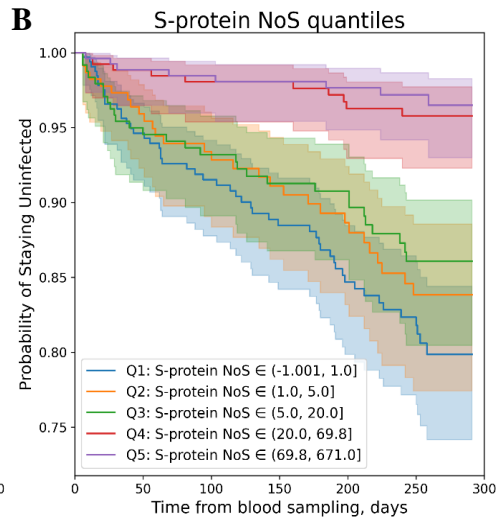 B
S-protein NoS quantiles
Probability of Staying Uninfected
1.00
0.95
0.90
0.85
0.80
0.75
Q1: S-protein NoS ∈ (-1.001, 1.0]
Q2: S-protein NoS ∈ (1.0, 5.0]
Q3: S-protein NoS ∈ (5.0, 20.0]
Q4: S-protein NoS ∈ (20.0, 69.8]
Q5: S-protein NoS ∈ (69.8, 671.0]
0 50 100 150 200 250 300
Time from blood sampling, days